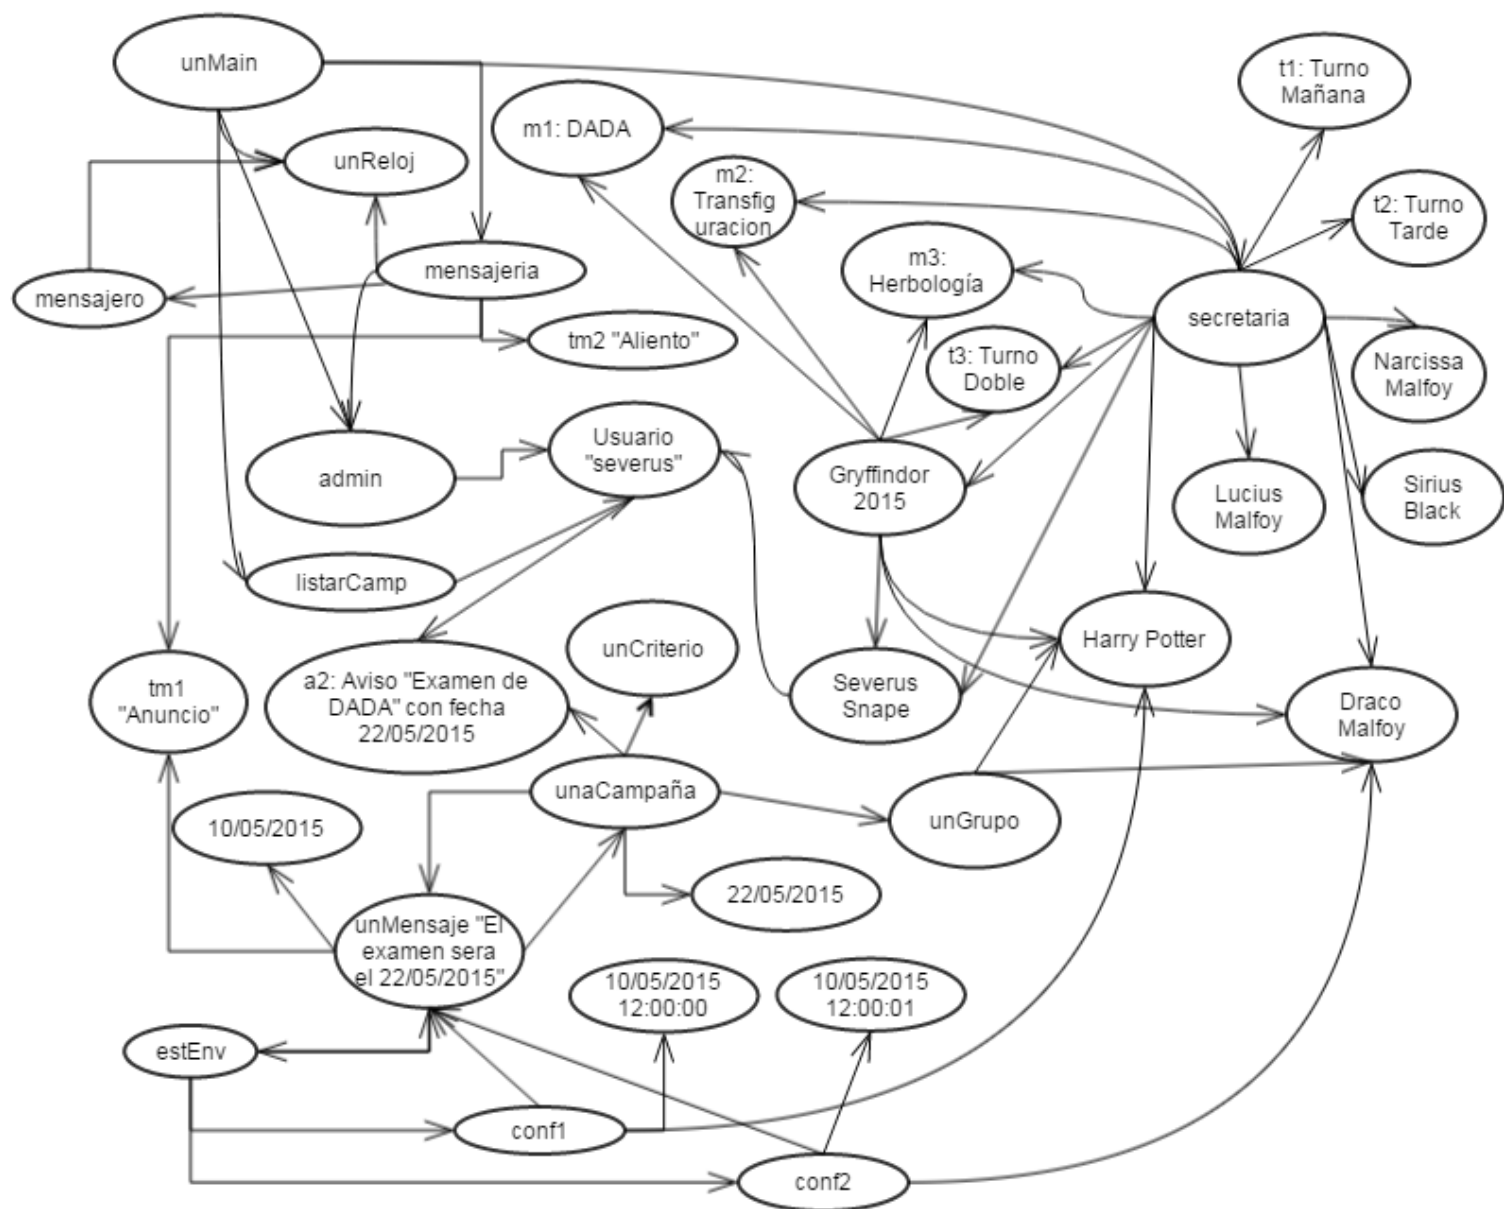 unMain
t1: Turno
Mañana
m1: DADA
unReloj
m2:
Transfig
uracion
t2: Turno
Tarde
mensajeria
m3:
Herbología
mensajero
secretaria
tm2 "Aliento"
t3: Turno
Doble
Narcissa
Malfoy
Usuario
"severus"
admin
Gryffindor
2015
Lucius
Malfoy
Sirius
Black
listarCamp
unCriterio
Harry Potter
tm1
"Anuncio"
a2: Aviso "Examen de
DADA" con fecha
22/05/2015
Severus
Snape
Draco
Malfoy
unaCampaña
10/05/2015
unGrupo
22/05/2015
unMensaje "El
examen sera
el 22/05/2015"
10/05/2015
12:00:00
10/05/2015
12:00:01
estEnv
conf1
conf2